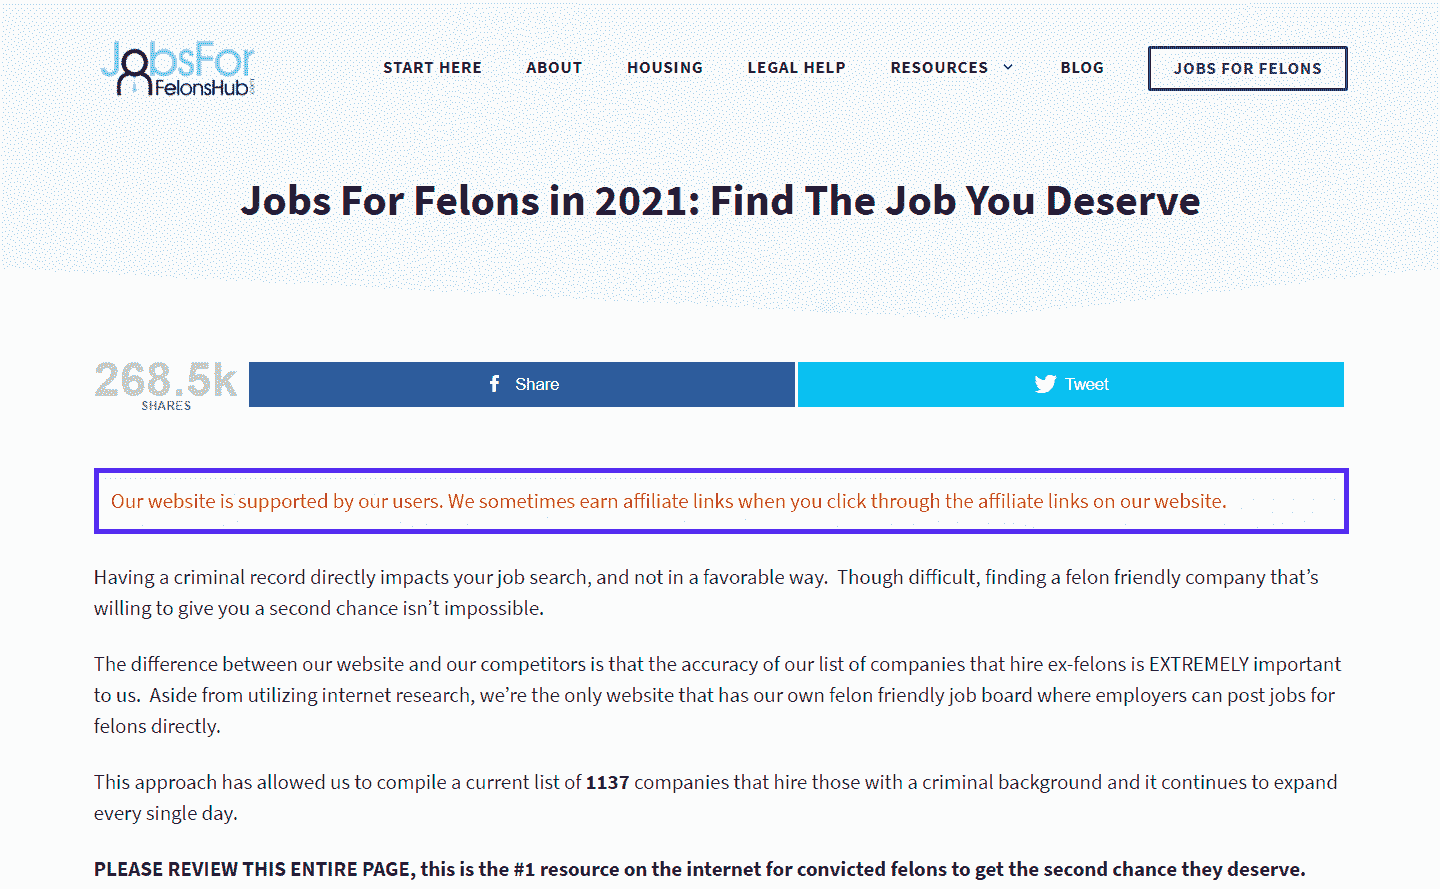 JobsFor
FelonsHub
START HERE ABOUT HOUSING LEGAL HELP RESOURCES BLOG JOBS FOR FELONS
Jobs For Felons in 2021: Find The Job You Deserve
268.5k
SHARES
Share
Tweet
Our website is supported by our users. We sometimes earn affiliate links when you click through the affiliate links on our website.
Having a criminal record directly impacts your job search, and not in a favorable way.  Though difficult, finding a felon friendly company that’s
willing to give you a second chance isn’t impossible.
The difference between our website and our competitors is that the accuracy of our list of companies that hire ex-felons is EXTREMELY important
to us.  Aside from utilizing internet research, we’re the only website that has our own felon friendly job board where employers can post jobs for
felons directly.
This approach has allowed us to compile a current list of 1137 companies that hire those with a criminal background and it continues to expand
every single day.
PLEASE REVIEW THIS ENTIRE PAGE, this is the #1 resource on the internet for convicted felons to get the second chance they deserve.